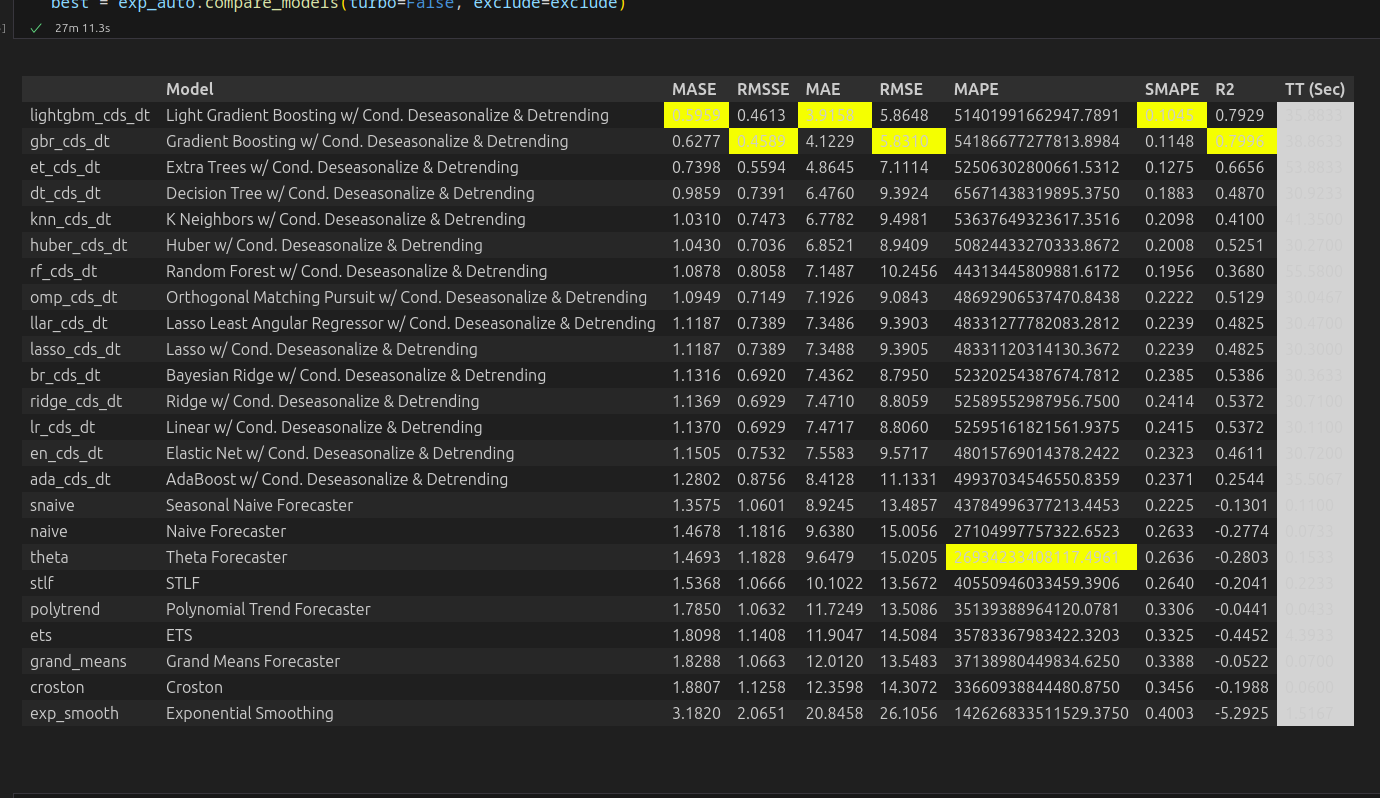 best = exp_auto.compare_models(turbo=False, exclude=exclude)
27m 11.3s
Model MASE RMSSE MAE RMSE MAPE SMAPE R2 TT (Sec)
lightgbm_cds_dt Light Gradient Boosting w/ Cond. Deseasonalize & Detrending 0.5959 0.4613 3.9158 5.8648 51401991662947.7891 0.1045 0.7929
gbr_cds_dt Gradient Boosting w/ Cond. Deseasonalize & Detrending 0.6277 0.4589 4.1229 5.8310 54186677277813.8984 0.1148 0.7996
et_cds_dt Extra Trees w/ Cond. Deseasonalize & Detrending 0.7398 0.5594 4.8645 7.1114 52506302800661.5312 0.1275 0.6656 53.8833
dt_cds_dt Decision Tree w/ Cond. Deseasonalize & Detrending 0.9859 0.7391 6.4760 9.3924 65671438319895.3750 0.1883 0.4870 30.9233
knn_cds_dt K Neighbors w/ Cond. Deseasonalize & Detrending 1.0310 0.7473 6.7782 9.4981 53637649323617.3516 0.2098 0.4100 41.3500
huber_cds_dt Huber w/ Cond. Deseasonalize & Detrending 1.0430 0.7036 6.8521 8.9409 50824433270333.8672 0.2008 0.5251 30.2700
rf_cds_dt Random Forest w/ Cond. Deseasonalize & Detrending 1.0878 0.8058 7.1487 10.2456 44313445809881.6172 0.1956 0.3680
omp_cds_dt Orthogonal Matching Pursuit w/ Cond. Deseasonalize & Detrending 1.0949 0.7149 7.1926 9.0843 48692906537470.8438 0.2222 0.5129 30.0467
llar_cds_dt Lasso Least Angular Regressor w/ Cond. Deseasonalize & Detrending 1.1187 0.7389 7.3486 9.3903 48331277782083.2812 0.2239 0.4825 30.4700
lasso_cds_dt Lasso w/ Cond. Deseasonalize & Detrending 1.1187 0.7389 7.3488 9.3905 48331120314130.3672 0.2239 0.4825 30.3000
br_cds_dt Bayesian Ridge w/ Cond. Deseasonalize & Detrending 1.1316 0.6920 7.4362 8.7950 52320254387674.7812 0.2385 0.5386 30.3633
ridge_cds_dt Ridge w/ Cond. Deseasonalize & Detrending 1.1369 0.6929 7.4710 8.8059 52589552987956.7500 0.2414 0.5372 30.7100
lr_cds_dt Linear w/ Cond. Deseasonalize & Detrending 1.1370 0.6929 7.4717 8.8060 52595161821561.9375 0.2415 0.5372 30.1100
en_cds_dt Elastic Net w/ Cond. Deseasonalize & Detrending 1.1505 0.7532 7.5583 9.5717 48015769014378.2422 0.2323 0.4611 30.7200
ada_cds_dt AdaBoost w/ Cond. Deseasonalize & Detrending 1.2802 0.8756 8.4128 11.1331 49937034546550.8359 0.2371 0.2544 35.5067
snaive Seasonal Naive Forecaster 1.3575 1.0601 8.9245 13.4857 43784996377213.4453 0.2225 -0.1301 0.1100
naive Naive Forecaster 1.4678 1.1816 9.6380 15.0056 27104997757322.6523 0.2633 -0.2774 0.0733
theta Theta Forecaster 1.4693 1.1828 9.6479 15.0205 26934233408117.4961 0.2636 -0.2803 0.1533
stlf STLF 1.5368 1.0666 10.1022 13.5672 40550946033459.3906 0.2640 -0.2041 0.2233
polytrend Polynomial Trend Forecaster 1.7850 1.0632 11.7249 13.5086 35139388964120.0781 0.3306 -0.0441 0.0433
ets ETS 1.8098 1.1408 11.9047 14.5084 35783367983422.3203 0.3325 -0.4452 4.3933
grand_means Grand Means Forecaster 1.8288 1.0663 12.0120 13.5483 37138980449834.6250 0.3388 -0.0522 0.0700
croston Croston 1.8807 1.1258 12.3598 14.3072 33660938844480.8750 0.3456 -0.1988 0.0600
exp_smooth Exponential Smoothing 3.1820 2.0651 20.8458 26.1056 142626833511529.3750 0.4003 -5.2925 1.5167